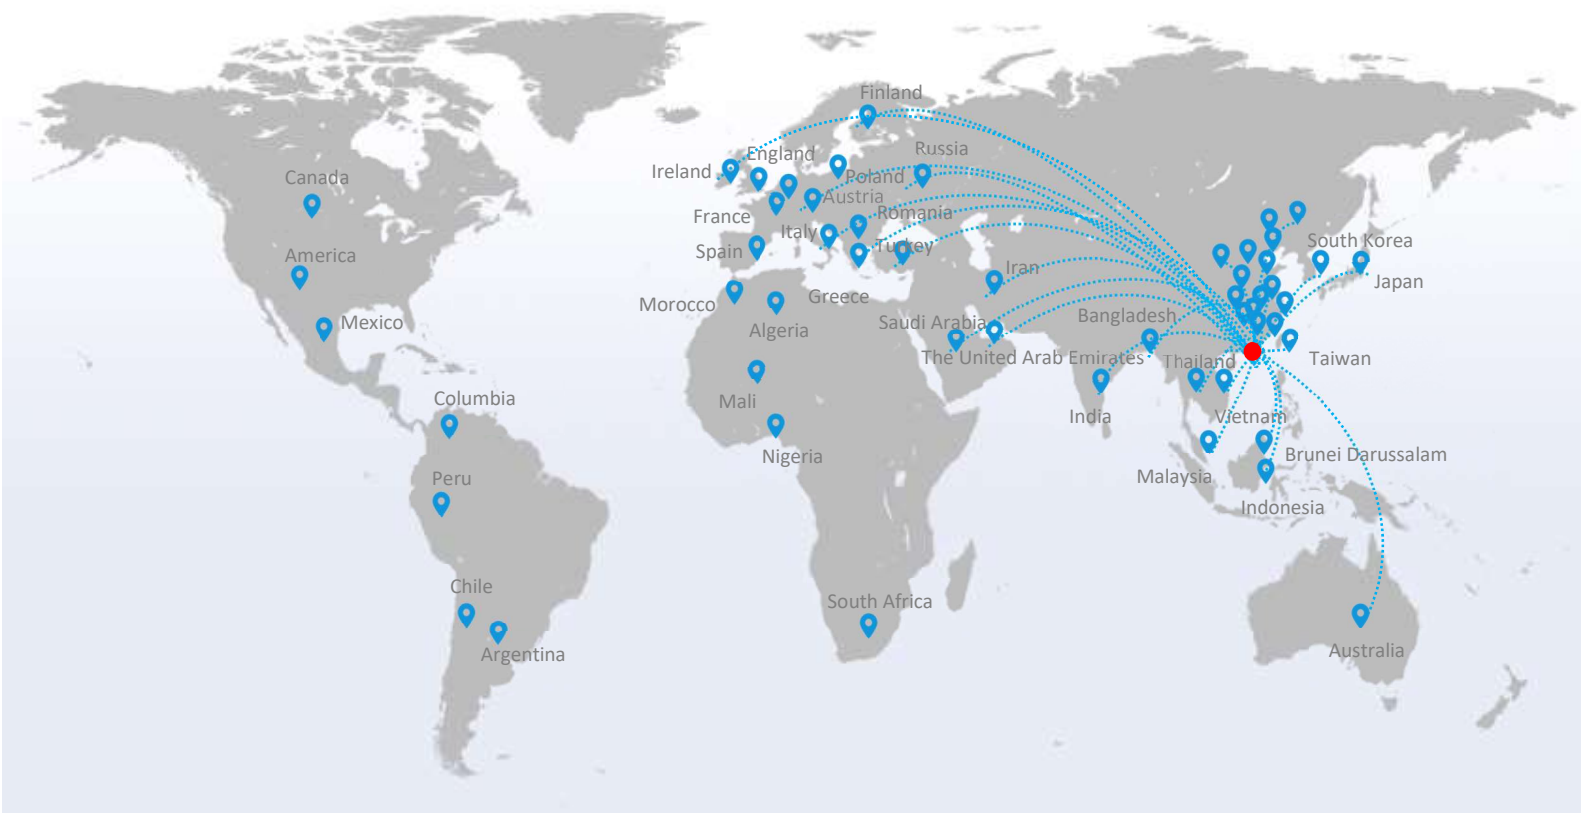 Finland
England
Russia
Ireland
Poland
Canada
Austria
France
Romania
Italy
South Korea
Spain
Turkey
America
Iran
Japan
Morocco
Greece
Mexico
Algeria
Saudi Arabia
Bangladesh
The United Arab Emirates
Thailand
Taiwan
Columbia
Mali
India
Vietnam
Nigeria
Brunei Darussalam
Peru
Malaysia
Indonesia
Chile
South Africa
Argentina
Australia